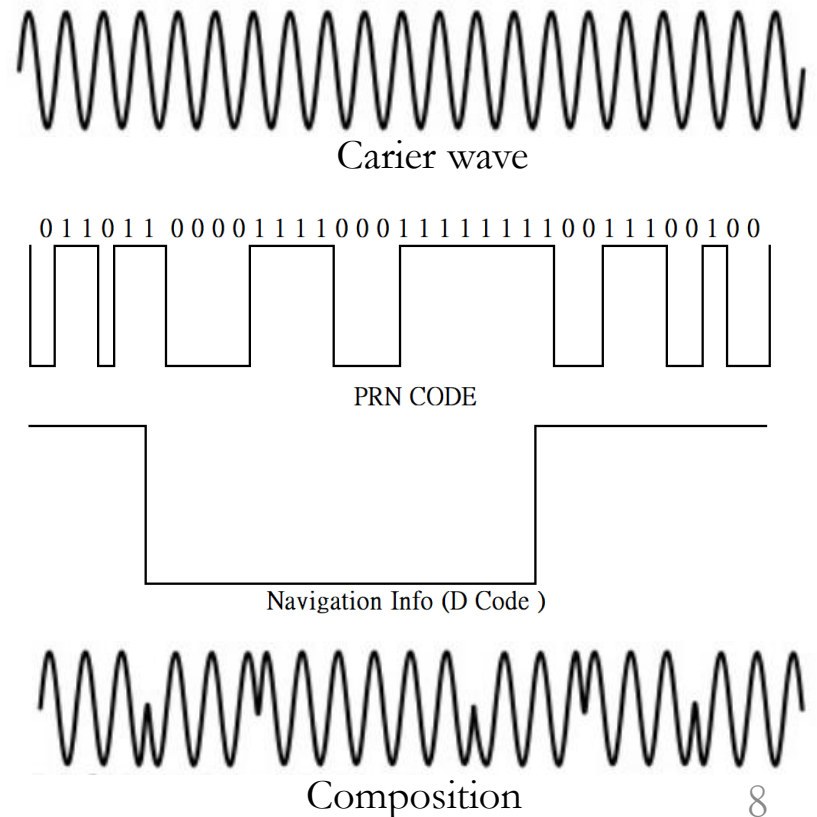 Carier wave
0 1 1 0 1 1 0 0 0 0 1 1 1 1 0 0 0 1 1 1 1 1 1 1 1 0 0 1 1 1 0 0 1 0 0
PRN CODE
Navigation Info (D Code )
Composition
8